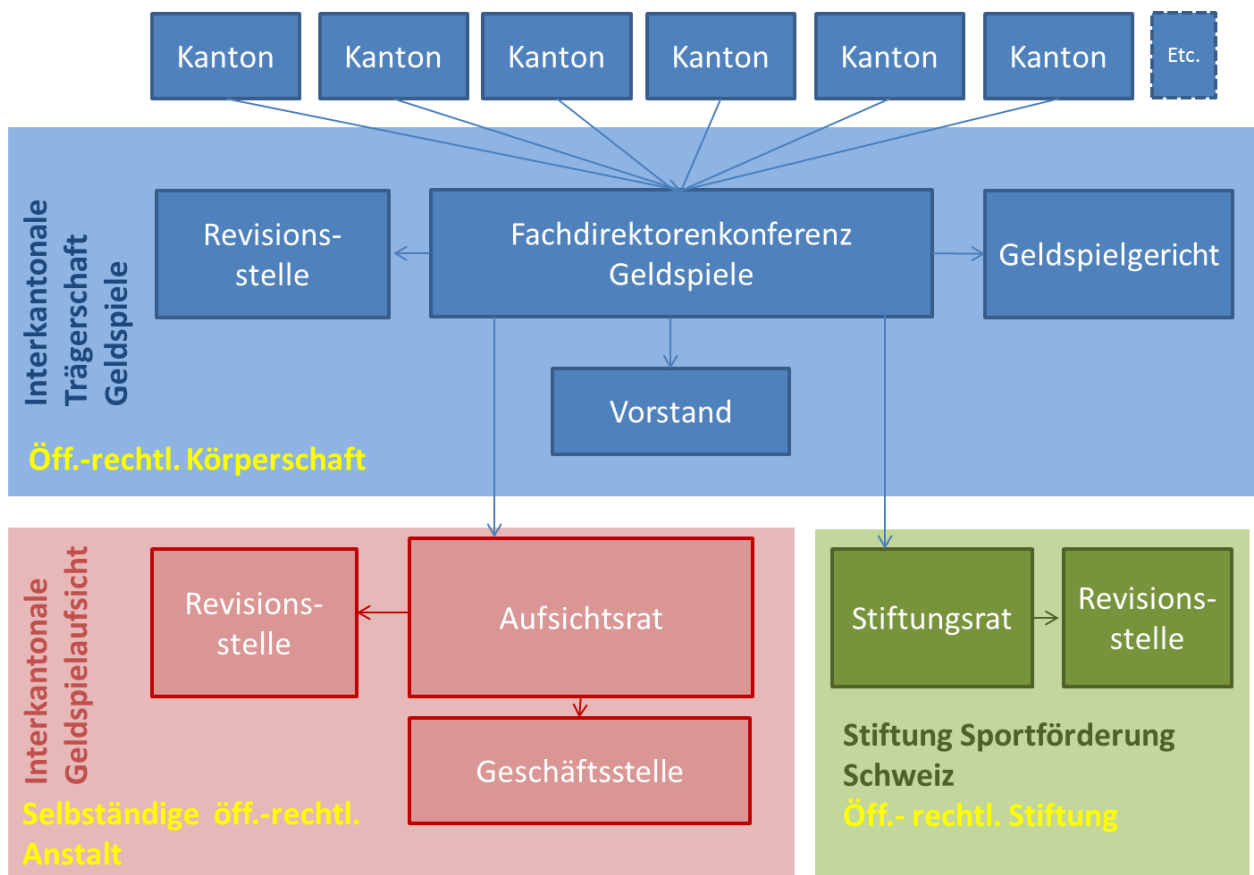 Kanton
Kanton
Kanton
Kanton
Kanton
Kanton
Etc.
Interkantonale
Trägerschaft
Geldspiele
Revisions-
stelle
Fachdirektorenkonferenz
Geldspiele
Geldspielgericht
Vorstand
Öff.-rechtl. Körperschaft
Interkantonale
Geldspielaufsicht
Revisions-
stelle
Aufsichtsrat
Geschäftsstelle
Selbständige öff.-rechtl.
Anstalt
Stiftungsrat
Revisions-
stelle
Stiftung Sportförderung
Schweiz
Öff.- rechtl. Stiftung